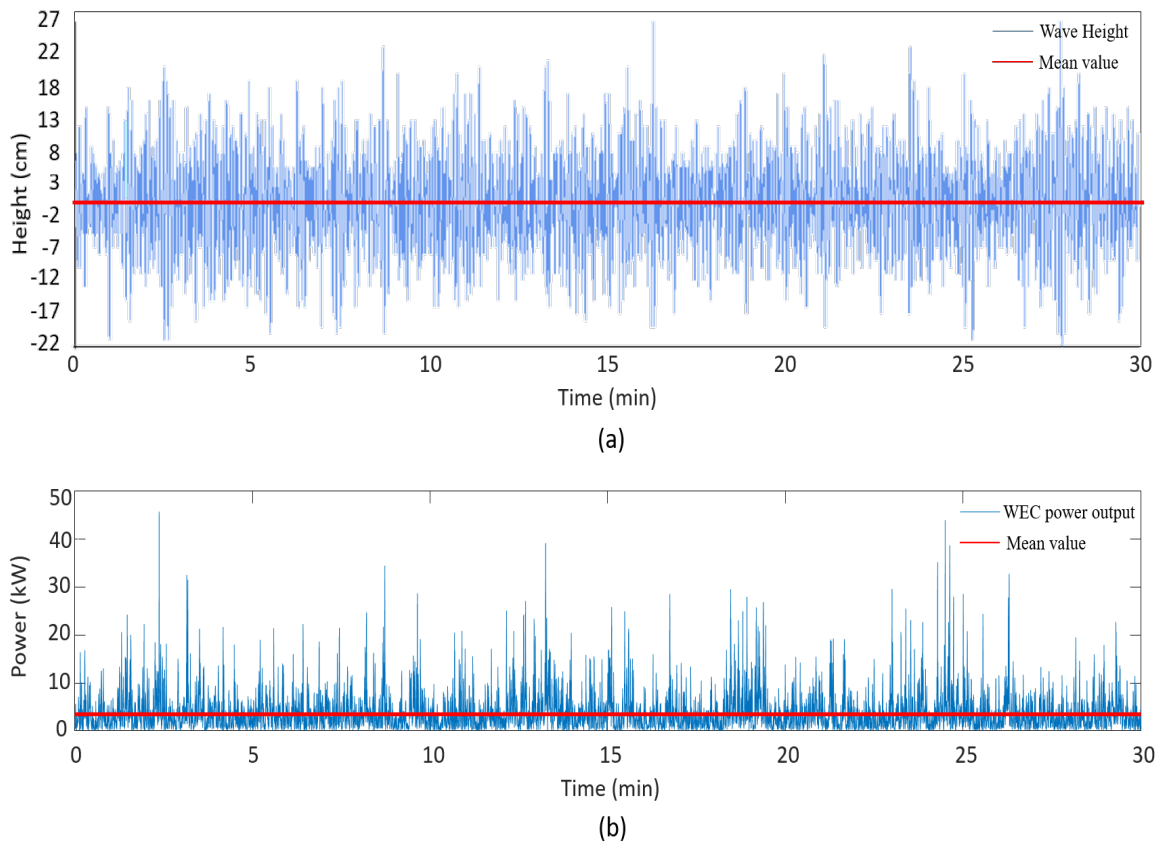 27
22
18
13
8
3
-2
-7
-12
-17
-22
Height (cm)
Wave Height
Mean value
0 5 10 15 20 25 30
Time (min)
(a)
50
40
30
20
10
0
Power (kW)
WEC power output
Mean value
0 5 10 15 20 25 30
Time (min)
(b)